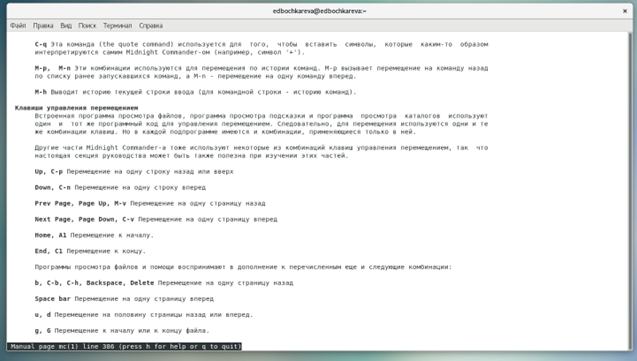 edbochkareva@edbochkareva:~
Файл Правка Вид Поиск Терминал Справка
C-q Эта команда (the quote command) используется для того, чтобы вставить символы, которые каким-то образом
интерпретируются самим Midnight Commander-ом (например, символ '+').
M-p, M-n Эти комбинации используются для перемещения по истории команд. M-p вызывает перемещение на команду назад
по списку ранее запускавшихся команд, а M-n - перемещение на одну команду вперед.
M-h Выводит историю текущей строки ввода (для командной строки - историю команд).
Клавиши управления перемещением
Встроенная программа просмотра файлов, программа просмотра подсказки и программа просмотра каталогов используют
один и тот же программный код для управления перемещением. Следовательно, для перемещения используются одни и те
же комбинации клавиш. Но в каждой подпрограмме имеются и комбинации, применяющиеся только в ней.
Другие части Midnight Commander-а тоже используют некоторые из комбинаций клавиш управления перемещением, так что
настоящая секция руководства может быть также полезна при изучении этих частей.
Up, C-p Перемещение на одну строку назад или вверх
Down, C-n Перемещение на одну строку вперед
Prev Page, Page Up, M-v Перемещение на одну страницу назад
Next Page, Page Down, C-v Перемещение на одну страницу вперед
Home, A1 Перемещение к началу.
End, C1 Перемещение к концу.
Программы просмотра файлов и помощи воспринимают в дополнение к перечисленным еще и следующие комбинации:
b, C-b, C-h, Backspace, Delete Перемещение на одну страницу назад
Space bar Перемещение на одну страницу вперед
u, d Перемещение на половину страницы назад или вперед.
g, G Перемещение к началу или к концу файла.
Manual page mc(1) line 386 (press h for help or q to quit)